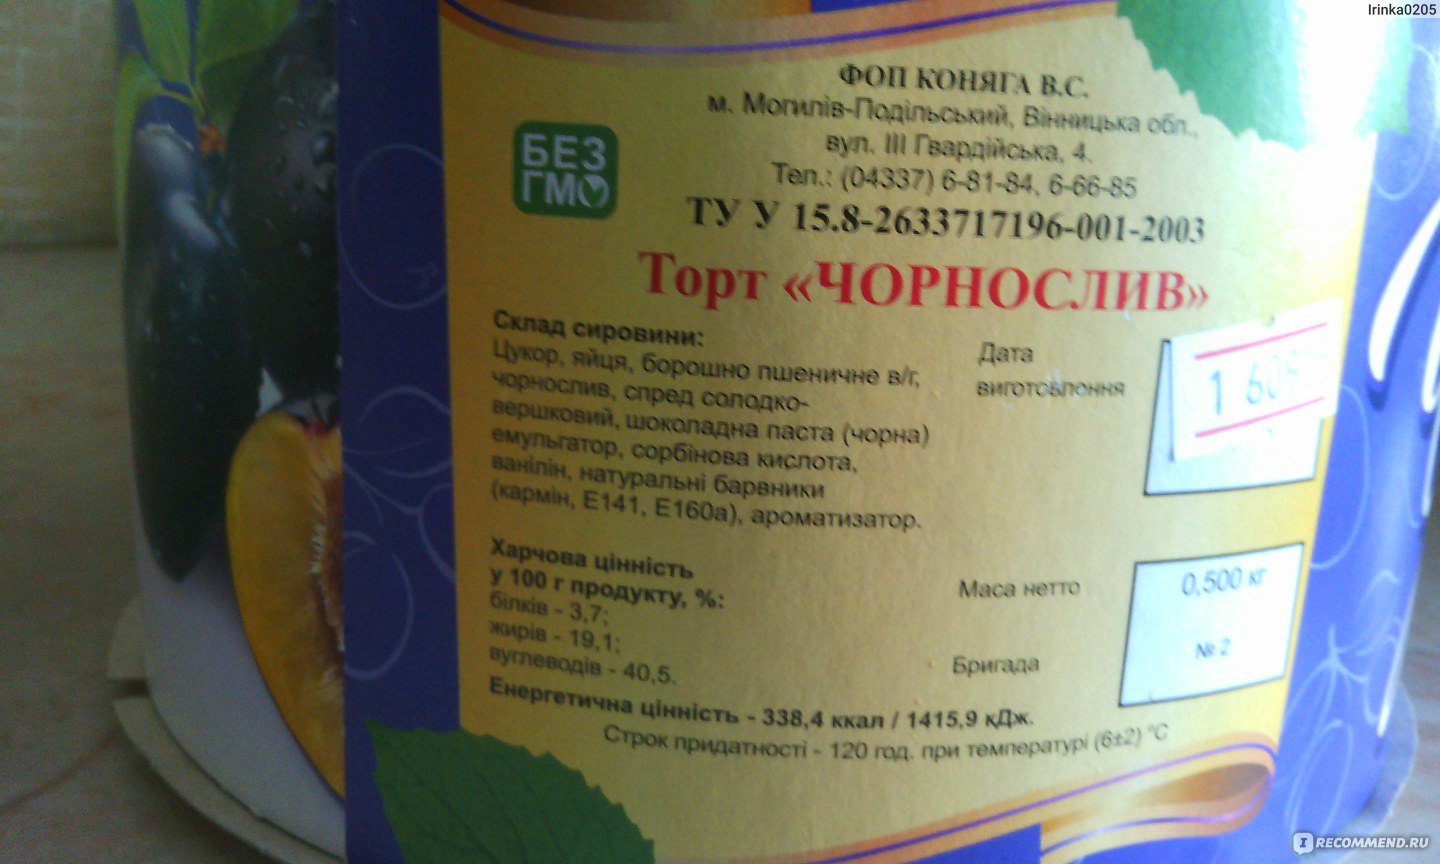 Irinka0205
ФОП КОНЯГА В.С.
м. Могилів-Подільський, Вінницька обл.,
вул. III Гвардійська, 4.
Тел.: (04337) 6-81-84, 6-66-85
БЕЗ
ГМО
ТУ У 15.8-2633717196-001-2003
Торт «ЧОРНОСЛИВ»
Склад сировини:
Цукор, яйця, борошно пшеничне в/г,
чорнослив, спред солодко-
вершковий, шоколадна паста (чорна)
емульгатор, сорбінова кислота,
ванілін, натуральні барвники
(кармін, Е141, Е160а), ароматизатор.
Дата
виготовлення
1 609
Харчова цінність
у 100 г продукту, %:
білків - 3,7;
жирів - 19,1;
вуглеводів - 40,5.
Маса нетто
0,500 кг
Бригада
№ 2
Енергетична цінність - 338,4 ккал / 1415,9 кДж.
Строк придатності - 120 год. при температурі (6±2) °С
IRECOMMEND.RU